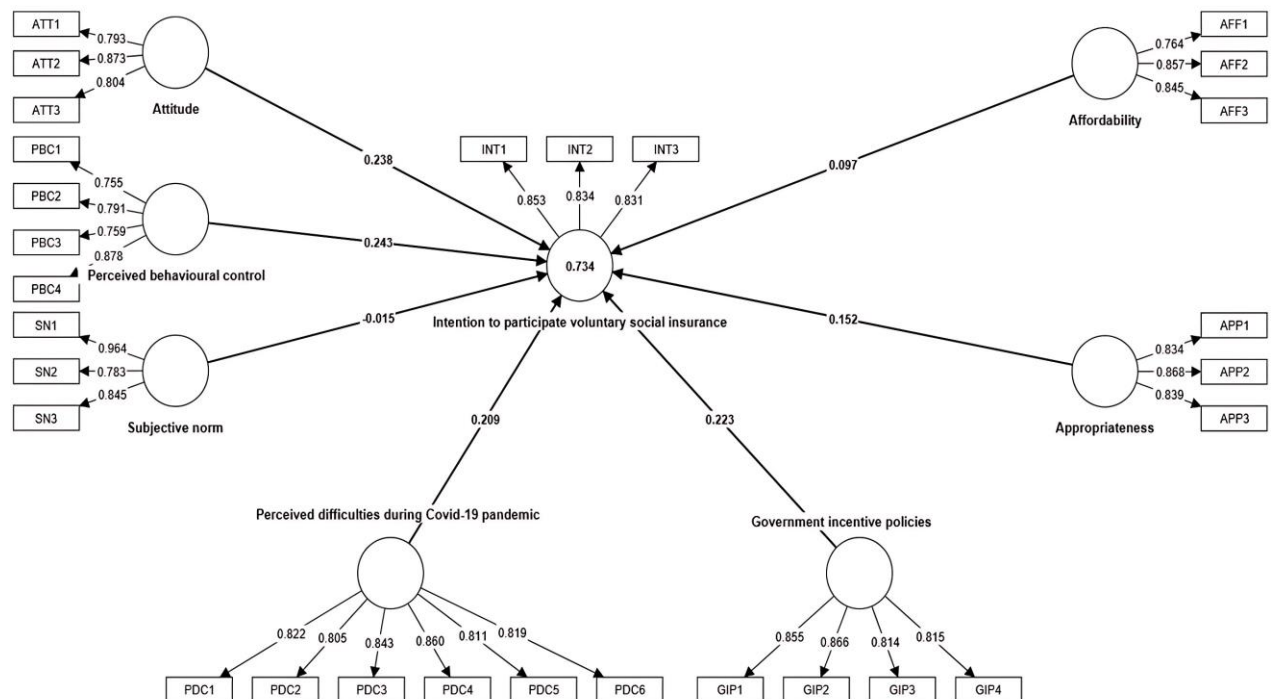 ATT1
0.793
ATT2
0.873
ATT3
0.804
Attitude
PBC1
0.755
PBC2
0.791
PBC3
0.759
PBC4
0.878
Perceived behavioural control
SN1
0.964
SN2
0.783
SN3
0.845
Subjective norm
0.238
0.243
-0.015
INT1
INT2
INT3
0.853
0.834
0.831
0.734
Intention to participate voluntary social insurance
AFF1
0.764
AFF2
0.857
AFF3
0.845
Affordability
0.097
0.152
APP1
0.834
APP2
0.868
APP3
0.839
Appropriateness
0.209
0.223
Perceived difficulties during Covid-19 pandemic
0.822
0.805
0.843
0.860
0.811
0.819
PDC1
PDC2
PDC3
PDC4
PDC5
PDC6
Government incentive policies
0.855
0.866
0.814
0.815
GIP1
GIP2
GIP3
GIP4